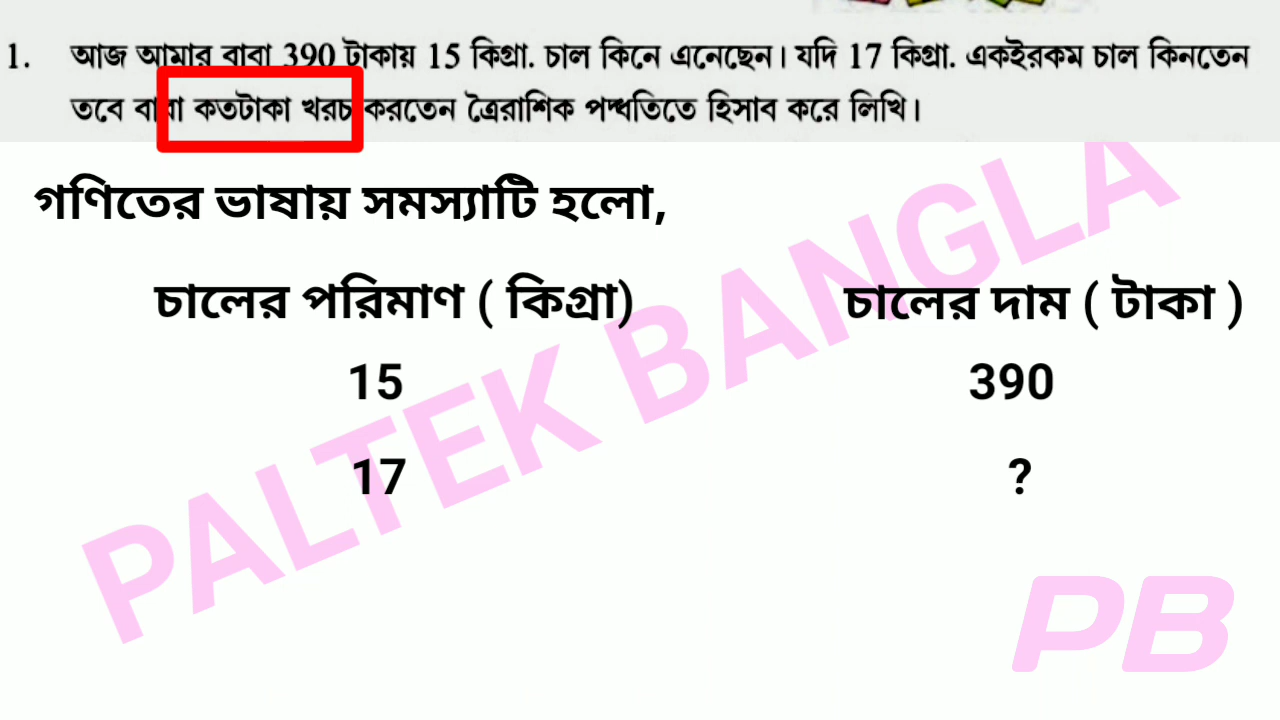 1. আজ আমার বাবা 390 টাকায় 15 কিগ্রা. চাল কিনে এনেছেন। যদি 17 কিগ্রা. একইরকম চাল কিনতেন
তবে বাবা কতটাকা খরচ করতেন ত্রৈরাশিক পদ্ধতিতে হিসাব করে লিখি।
গণিতের ভাষায় সমস্যাটি হলো,
চালের পরিমাণ ( কিগ্রা) চালের দাম ( টাকা )
15 390
17 ?
PALTEK BANGLA
PB